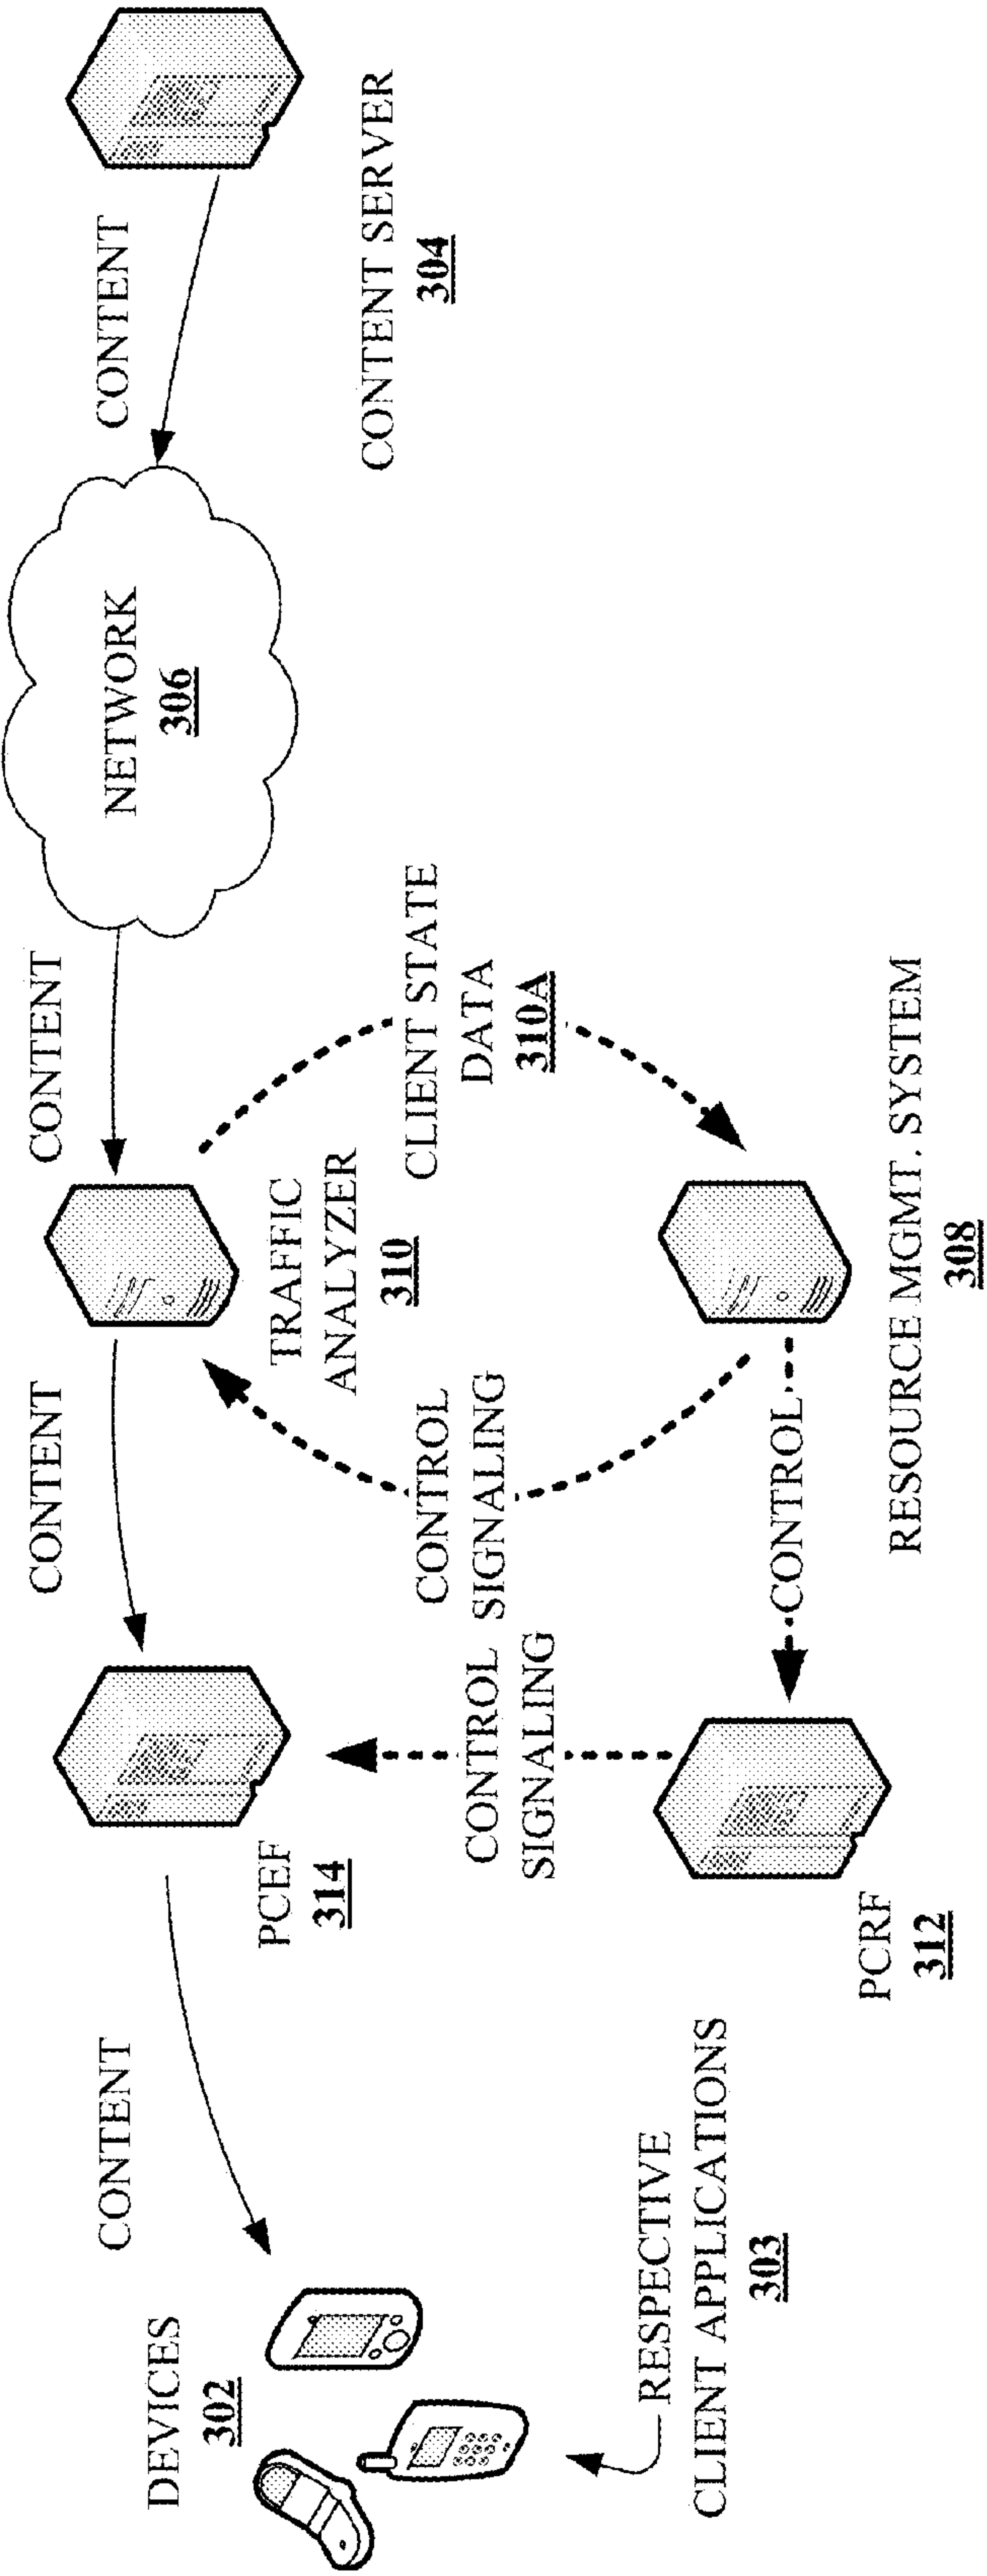 DEVICES
302
CONTENT
CONTENT
CONTENT
NETWORK
306
CONTENT
PCEF
314
TRAFFIC
ANALYZER
310
CONTENT SERVER
304
CONTROL
SIGNALING
CONTROL
SIGNALING
CLIENT STATE
DATA
310A
RESPECTIVE
CLIENT APPLICATIONS
303
CONTROL
PCRF
312
RESOURCE MGMT. SYSTEM
308